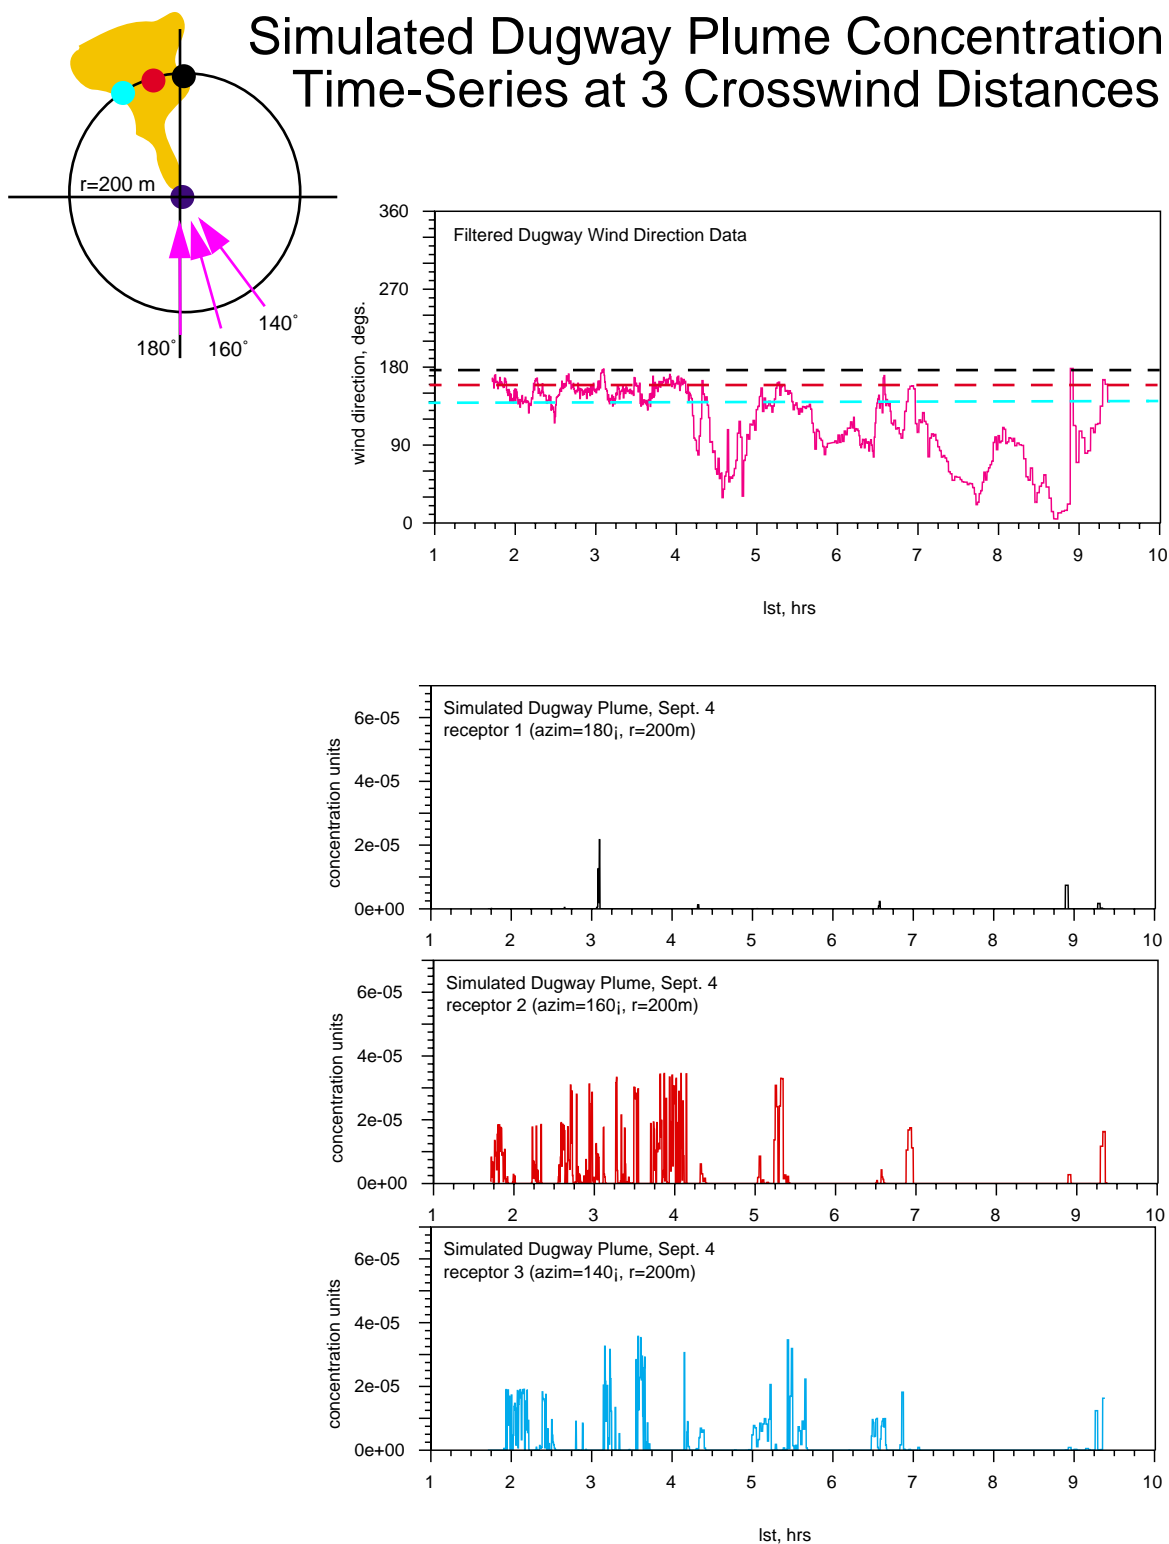 Simulated Dugway Plume Concentration
Time-Series at 3 Crosswind Distances
r=200 m
140°
180°
160°
Filtered Dugway Wind Direction Data
wind direction, degs.
360
270
180
90
0
1 2 3 4 5 6 7 8 9 10
lst, hrs
Simulated Dugway Plume, Sept. 4
receptor 1 (azim=180¡, r=200m)
concentration units
6e-05
4e-05
2e-05
0e+00
1 2 3 4 5 6 7 8 9 10
Simulated Dugway Plume, Sept. 4
receptor 2 (azim=160¡, r=200m)
concentration units
6e-05
4e-05
2e-05
0e+00
1 2 3 4 5 6 7 8 9 10
Simulated Dugway Plume, Sept. 4
receptor 3 (azim=140¡, r=200m)
concentration units
6e-05
4e-05
2e-05
0e+00
1 2 3 4 5 6 7 8 9 10
lst, hrs